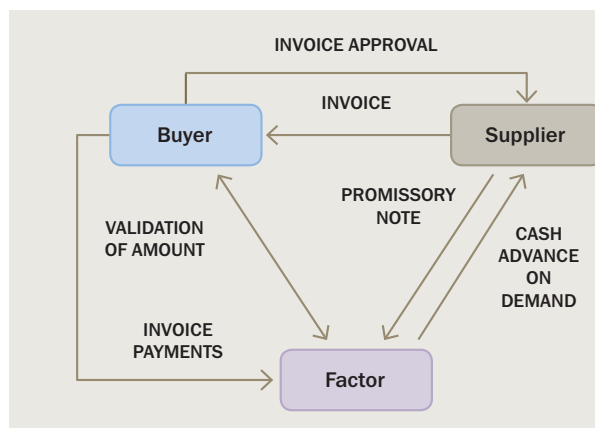 INVOICE APPROVAL
INVOICE
Buyer
Supplier
PROMISSORY
NOTE
VALIDATION
OF AMOUNT
CASH
ADVANCE
ON
DEMAND
INVOICE
PAYMENTS
Factor